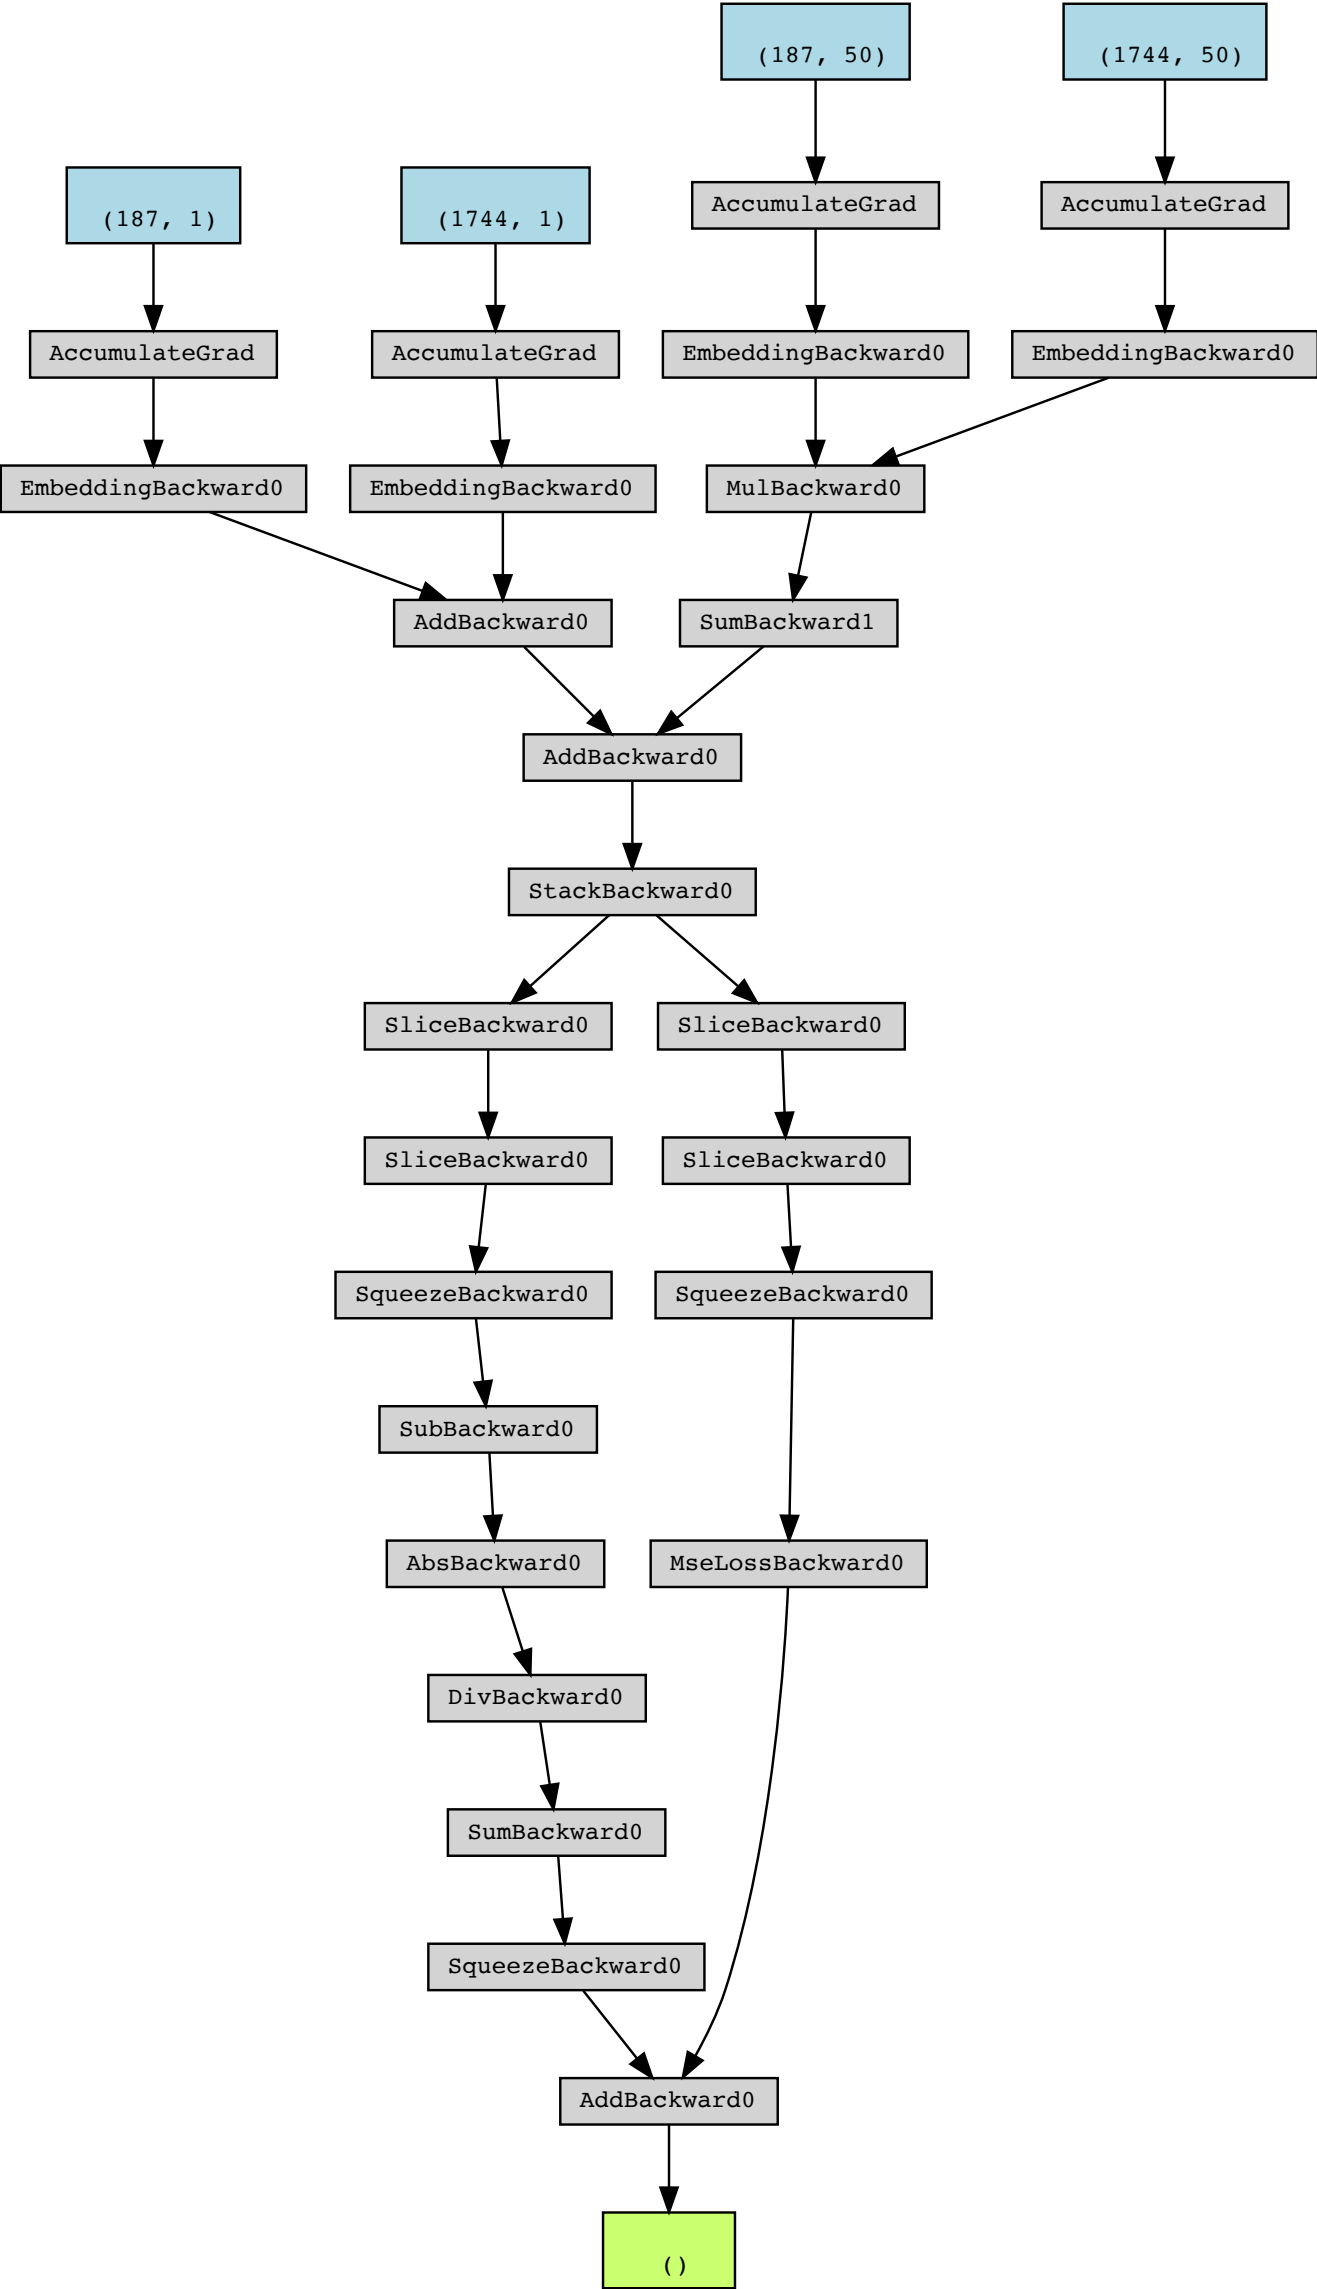 (187, 50)
(1744, 50)
(187, 1)
(1744, 1)
AccumulateGrad
AccumulateGrad
AccumulateGrad
AccumulateGrad
EmbeddingBackward0
EmbeddingBackward0
EmbeddingBackward0
EmbeddingBackward0
MulBackward0
AddBackward0
SumBackward1
AddBackward0
StackBackward0
SliceBackward0
SliceBackward0
SliceBackward0
SliceBackward0
SqueezeBackward0
SqueezeBackward0
SubBackward0
AbsBackward0
MseLossBackward0
DivBackward0
SumBackward0
SqueezeBackward0
AddBackward0
()